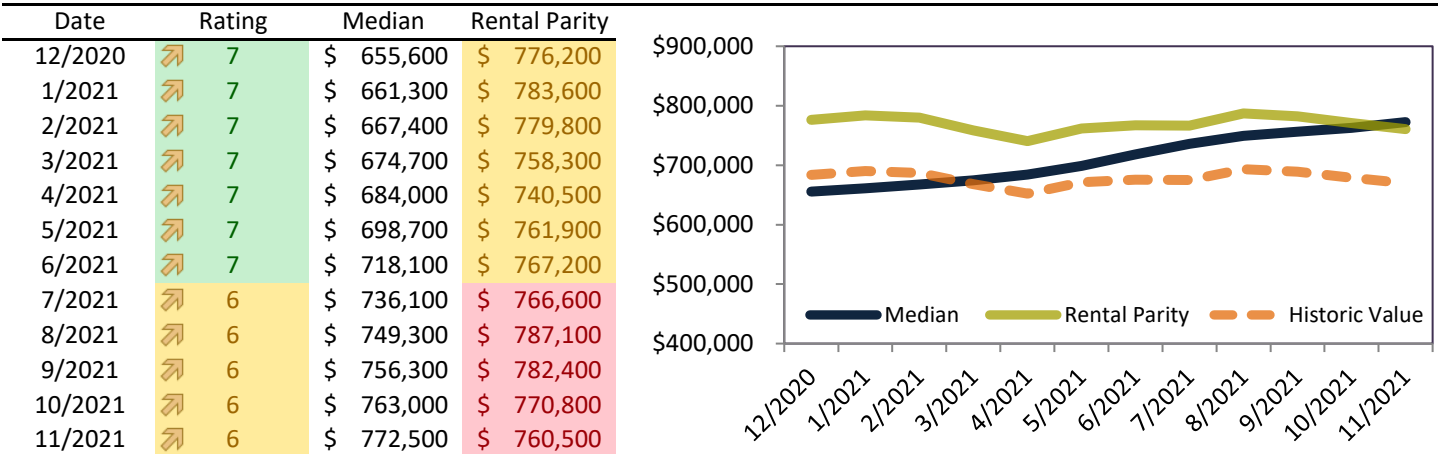 Date Rating Median Rental Parity
12/2020 7 $ 655,600 $ 776,200
1/2021 7 $ 661,300 $ 783,600
2/2021 7 $ 667,400 $ 779,800
3/2021 7 $ 674,700 $ 758,300
4/2021 7 $ 684,000 $ 740,500
5/2021 7 $ 698,700 $ 761,900
6/2021 7 $ 718,100 $ 767,200
7/2021 6 $ 736,100 $ 766,600
8/2021 6 $ 749,300 $ 787,100
9/2021 6 $ 756,300 $ 782,400
10/2021 6 $ 763,000 $ 770,800
11/2021 6 $ 772,500 $ 760,500
$900,000
$800,000
$700,000
$600,000
$500,000
$400,000
Median Rental Parity Historic Value
12/2020 1/2021 2/2021 3/2021 4/2021 5/2021 6/2021 7/2021 8/2021 9/2021 10/2021 11/2021